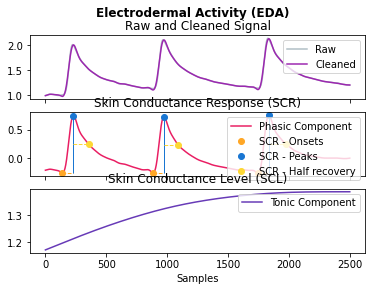 Electrodermal Activity (EDA)
Raw and Cleaned Signal
2.0
1.5
1.0
Raw
Cleaned
Skin Conductance Response (SCR)
0.5
0.0
Phasic Component
SCR - Onsets
SCR - Peaks
SCR - Half recovery
Skin Conductance Level (SCL)
1.3
1.2
Tonic Component
0 500 1000 1500 2000 2500
Samples